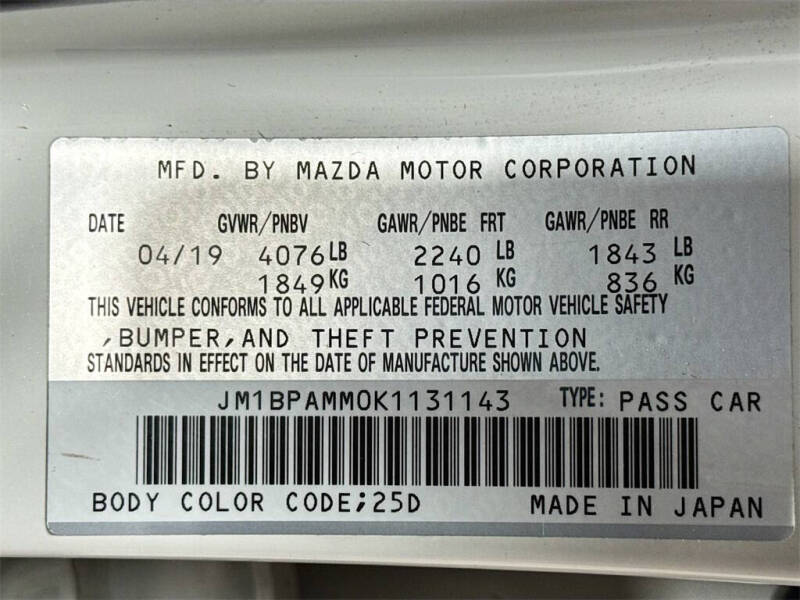 MFD. BY MAZDA MOTOR CORPORATION
DATE GVWR/PNBV GAWR/PNBE FRT GAWR/PNBE RR
04/19 4076 LB 2240 LB 1843 LB
1849 KG 1016 KG 836 KG
THIS VEHICLE CONFORMS TO ALL APPLICABLE FEDERAL MOTOR VEHICLE SAFETY
,BUMPER,AND THEFT PREVENTION
STANDARDS IN EFFECT ON THE DATE OF MANUFACTURE SHOWN ABOVE.
JM1BPAMM0K1131143 TYPE: PASS CAR
BODY COLOR CODE;25D MADE IN JAPAN